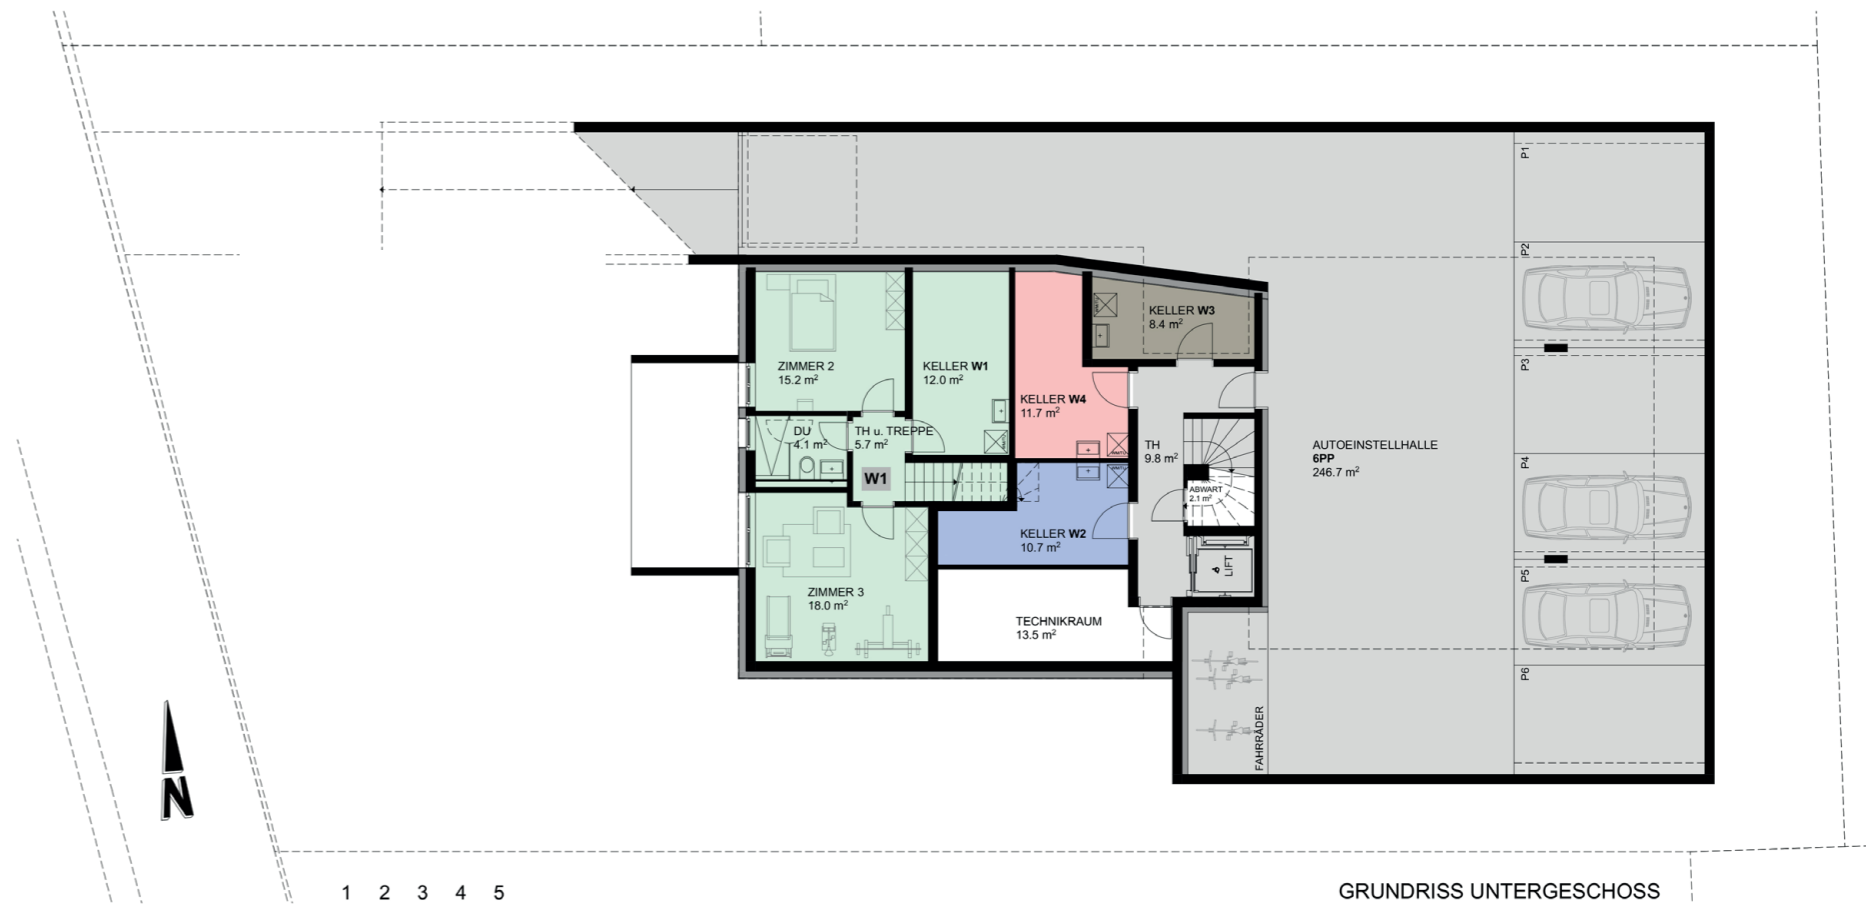 P1
P2
KELLER W3
8.4 m²
ZIMMER 2
15.2 m²
KELLER W1
12.0 m²
P3
KELLER W4
11.7 m²
DU
4.1 m²
TH u. TREPPE
5.7 m²
TH
9.8 m²
AUTOEINSTELLHALLE
6PP
246.7 m²
P4
W1
ABWART
2.1 m²
KELLER W2
10.7 m²
LIFT
P5
ZIMMER 3
18.0 m²
TECHNIKRAUM
13.5 m²
P6
FAHRRÄDER
N
1 2 3 4 5
GRUNDRISS UNTERGESCHOSS